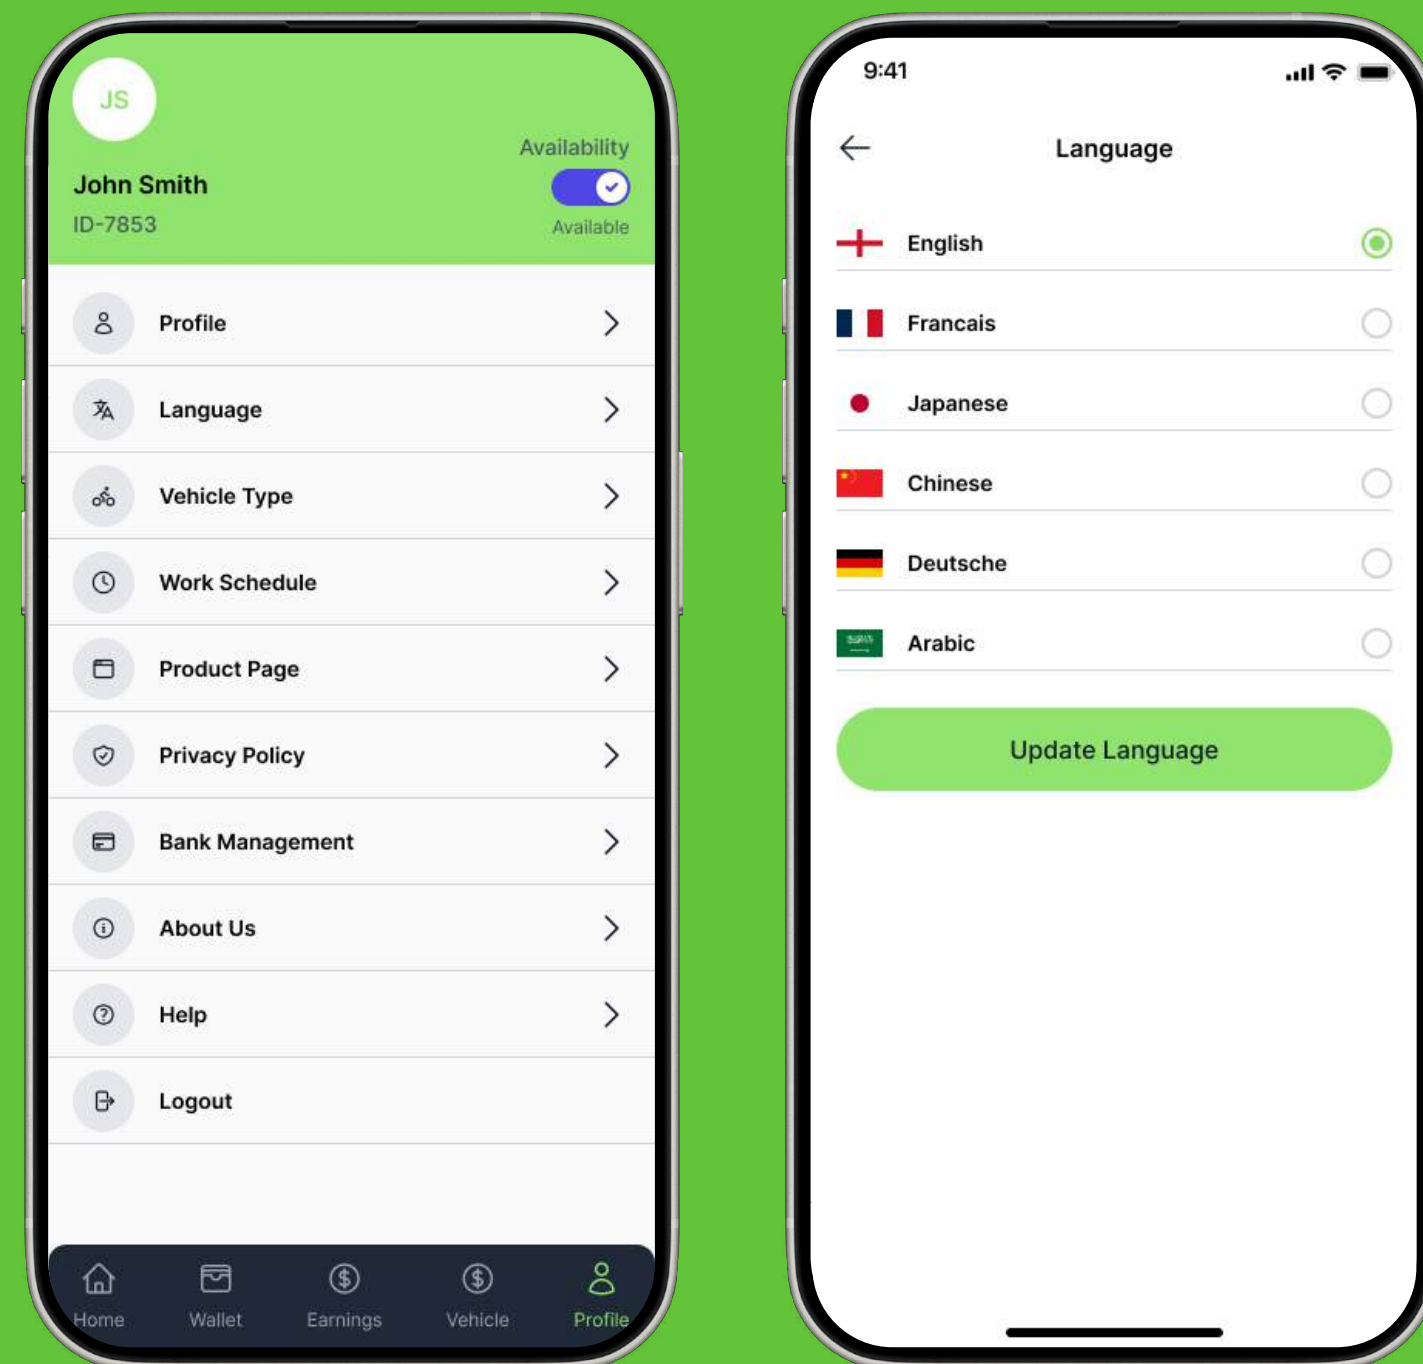 JS
Availability
John Smith
ID-7853
Available
Profile
Language
Vehicle Type
Work Schedule
Product Page
Privacy Policy
Bank Management
About Us
Help
Logout
Home
Wallet
Earnings
Vehicle
Profile
9:41
Language
English
Francais
Japanese
Chinese
Deutsche
Arabic
Update Language